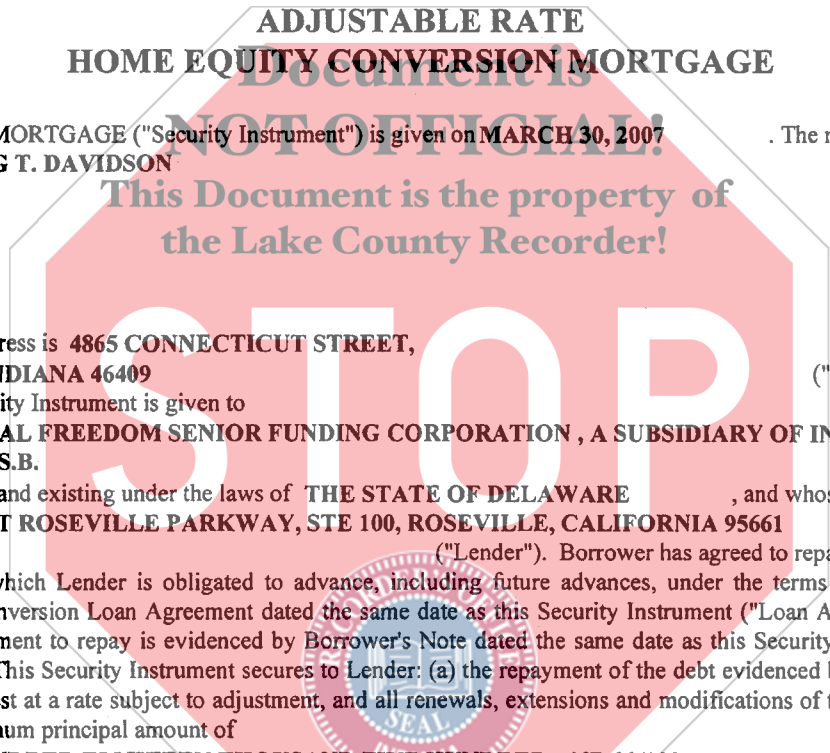 ADJUSTABLE RATE
HOME EQUITY CONVERSION MORTGAGE
Document is
MORTGAGE ("Security Instrument") is given on MARCH 30, 2007 . The
NOT OFFICIAL!
T. DAVIDSON
This Document is the property of
the Lake County Recorder!
STOP
ress is 4865 CONNECTICUT STREET,
NDIANA 46409 ("
ity Instrument is given to
AL FREEDOM SENIOR FUNDING CORPORATION , A SUBSIDIARY OF IN
S.B.
and existing under the laws of THE STATE OF DELAWARE , and whos
T ROSEVILLE PARKWAY, STE 100, ROSEVILLE, CALIFORNIA 95661
("Lender"). Borrower has agreed to repa
which Lender is obligated to advance, including future advances, under the terms
nversion Loan Agreement dated the same date as this Security Instrument ("Loan A
ment to repay is evidenced by Borrower's Note dated the same date as this Security
This Security Instrument secures to Lender: (a) the repayment of the debt evidenced
st at a rate subject to adjustment, and all renewals, extensions and modifications of
num principal amount of
SEAL